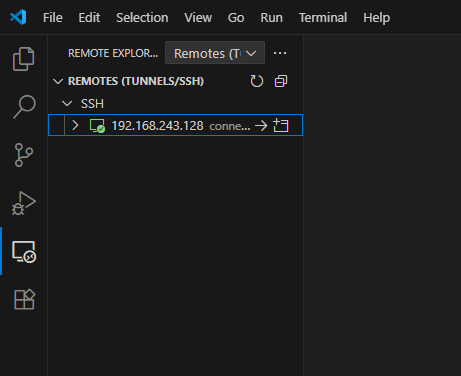 File Edit Selection View Go Run Terminal Help
REMOTE EXPLOR... Remotes (Tu
REMOTES (TUNNELS/SSH)
SSH
192.168.243.128 conne...